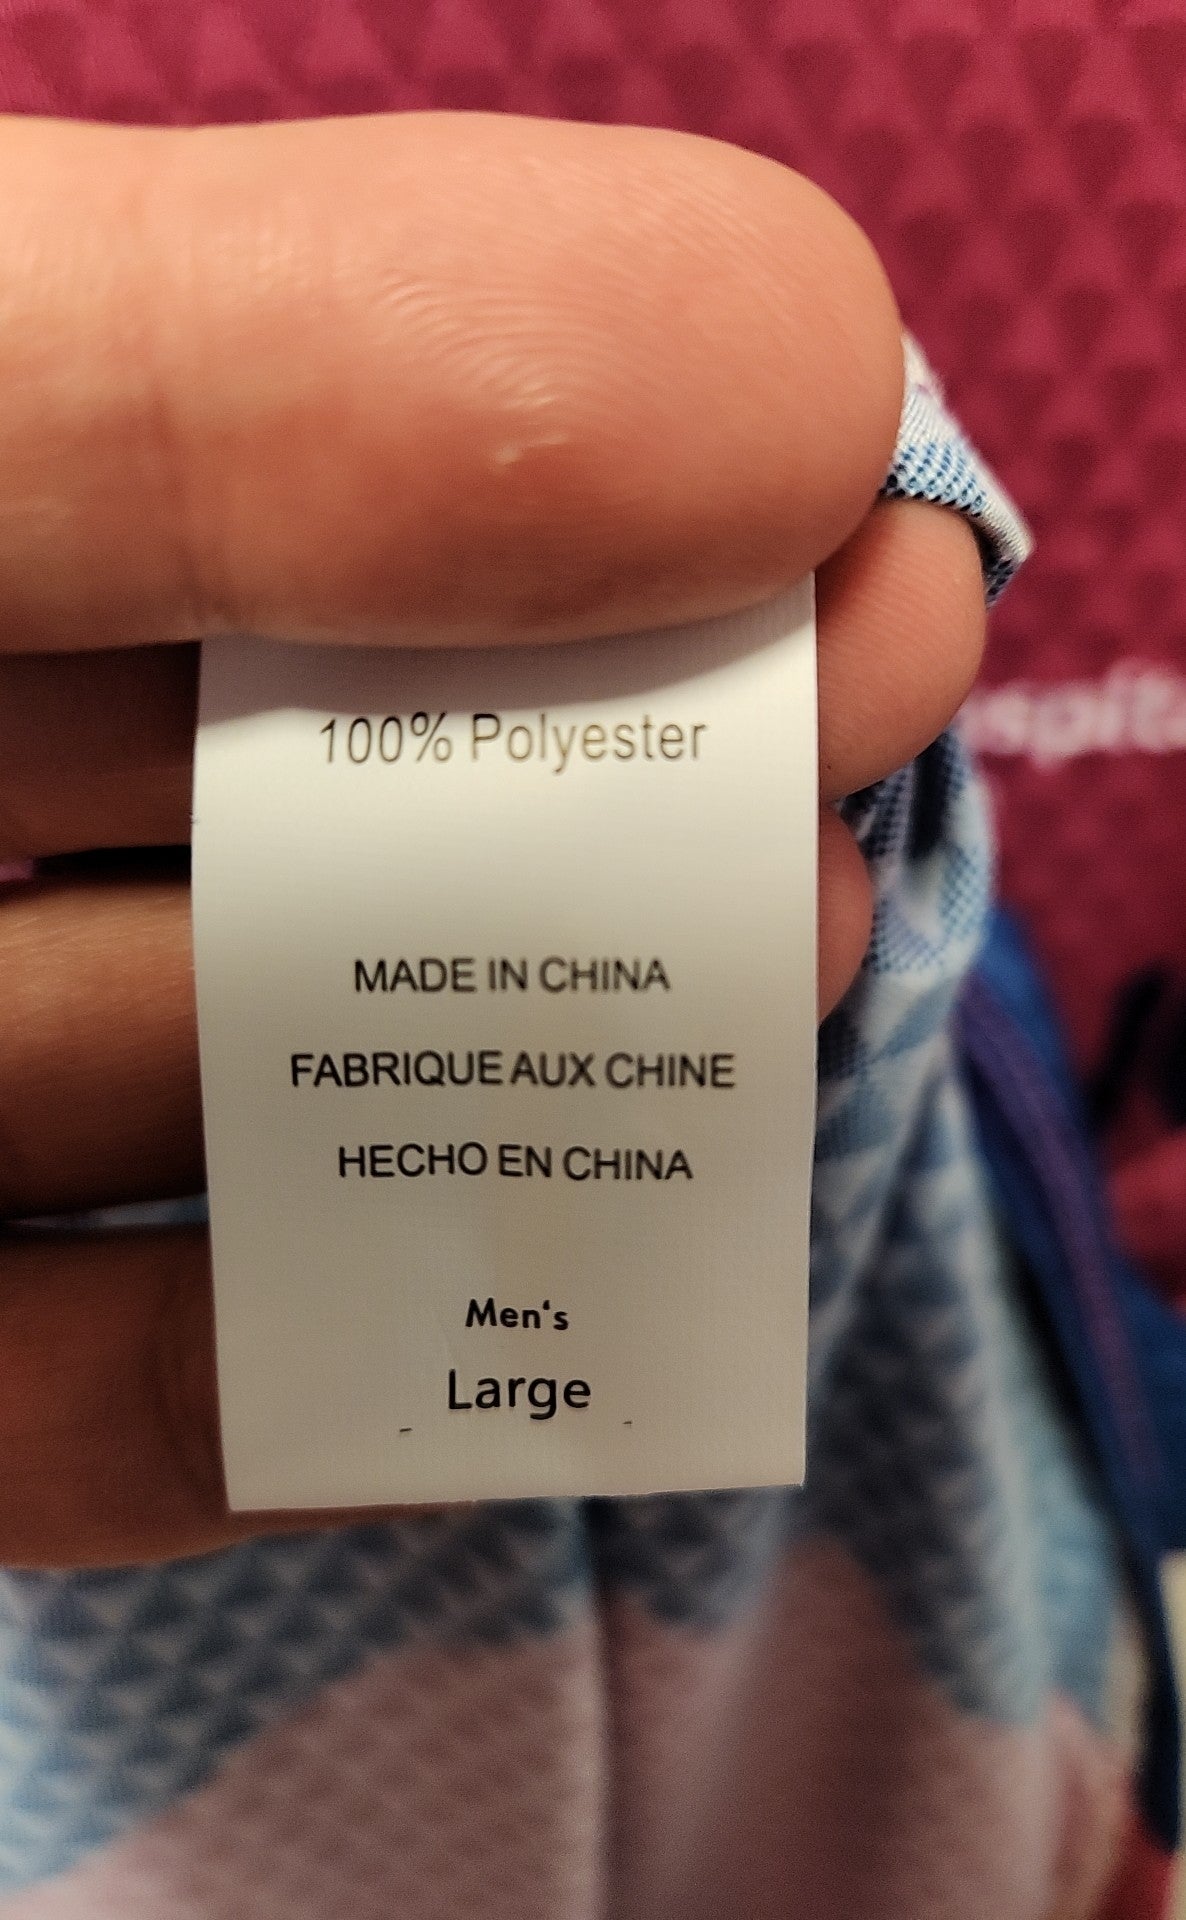 100% Polyester
MADE IN CHINA
FABRIQUE AUX CHINE
HECHO EN CHINA
Men's
Large